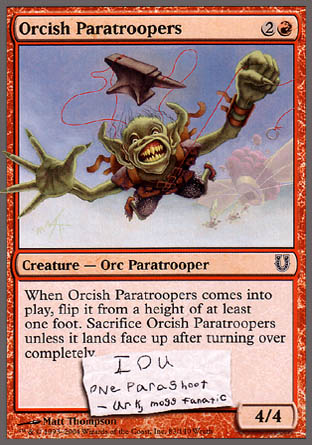 Orcish Paratroopers 2
Creature — Orc Paratrooper
When Orcish Paratroopers comes into
play, flip it from a height of at least
one foot. Sacrifice Orcish Paratroopers
unless it lands face up after turning over
completely.
IOU
one Parashoot
- Urk, mogg fanatic
Matt Thompson
4/4